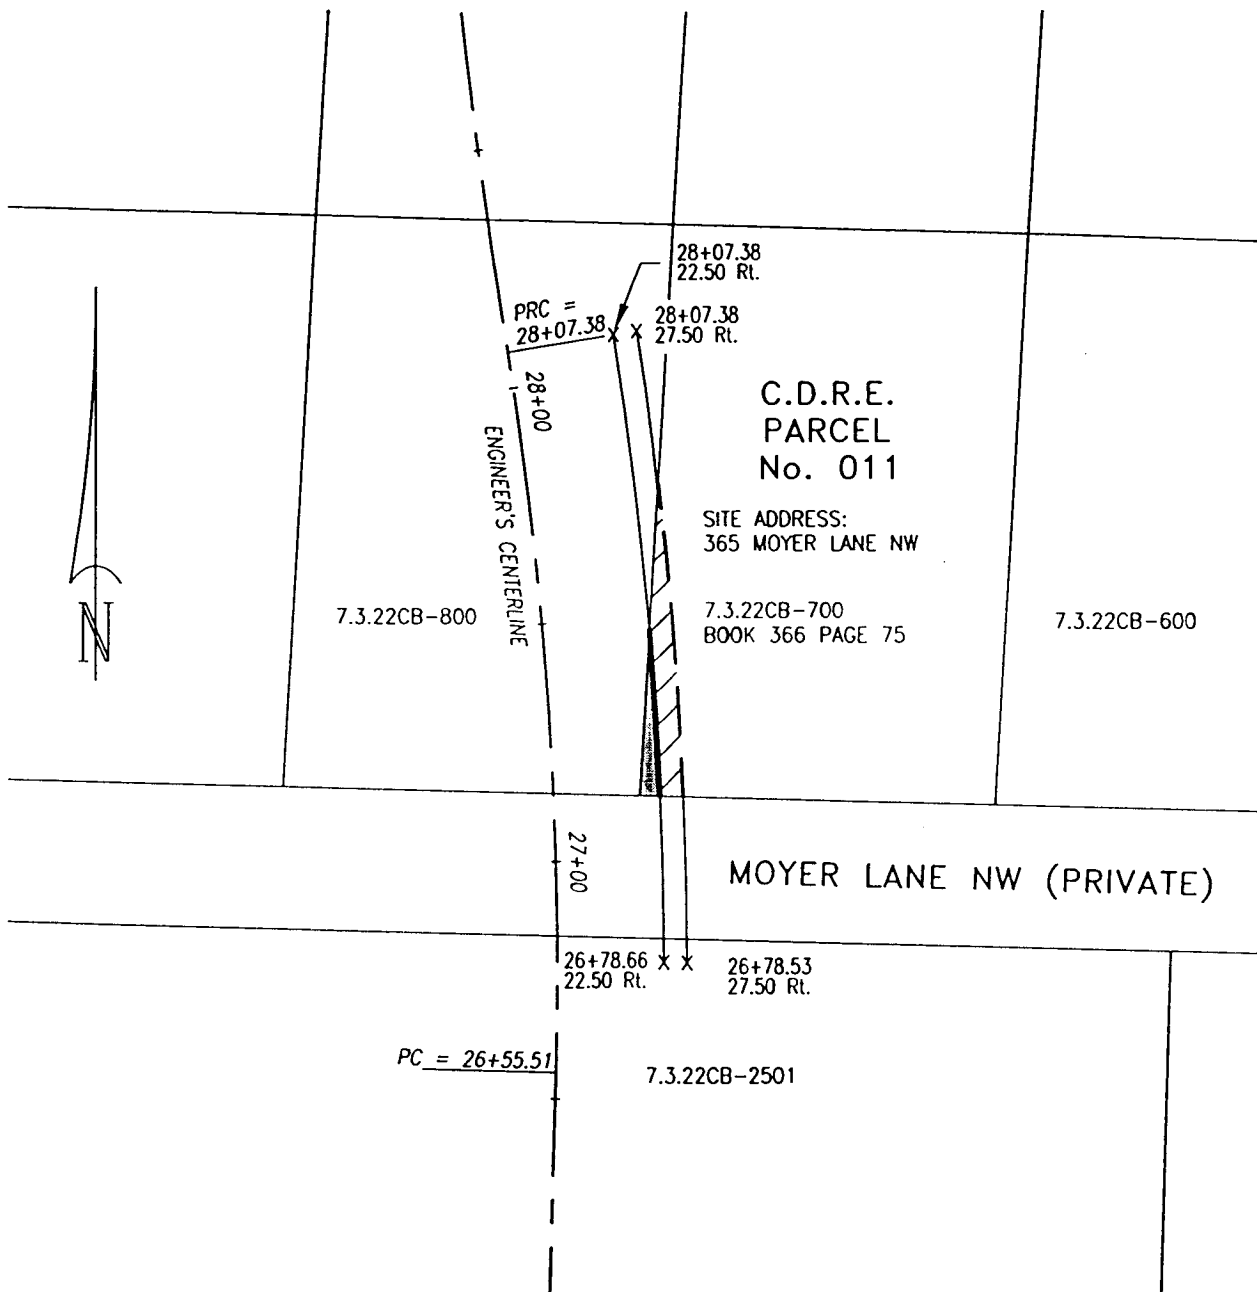 28+07.38
22.50 Rt.
PRC =
28+07.38
28+07.38
27.50 Rt.
28+00
ENGINEER'S CENTERLINE
C.D.R.E.
PARCEL
No. 011
SITE ADDRESS:
365 MOYER LANE NW
N
7.3.22CB-800
7.3.22CB-700
BOOK 366 PAGE 75
7.3.22CB-600
27+00
MOYER LANE NW (PRIVATE)
26+78.66
22.50 Rt.
26+78.53
27.50 Rt.
PC = 26+55.51
7.3.22CB-2501